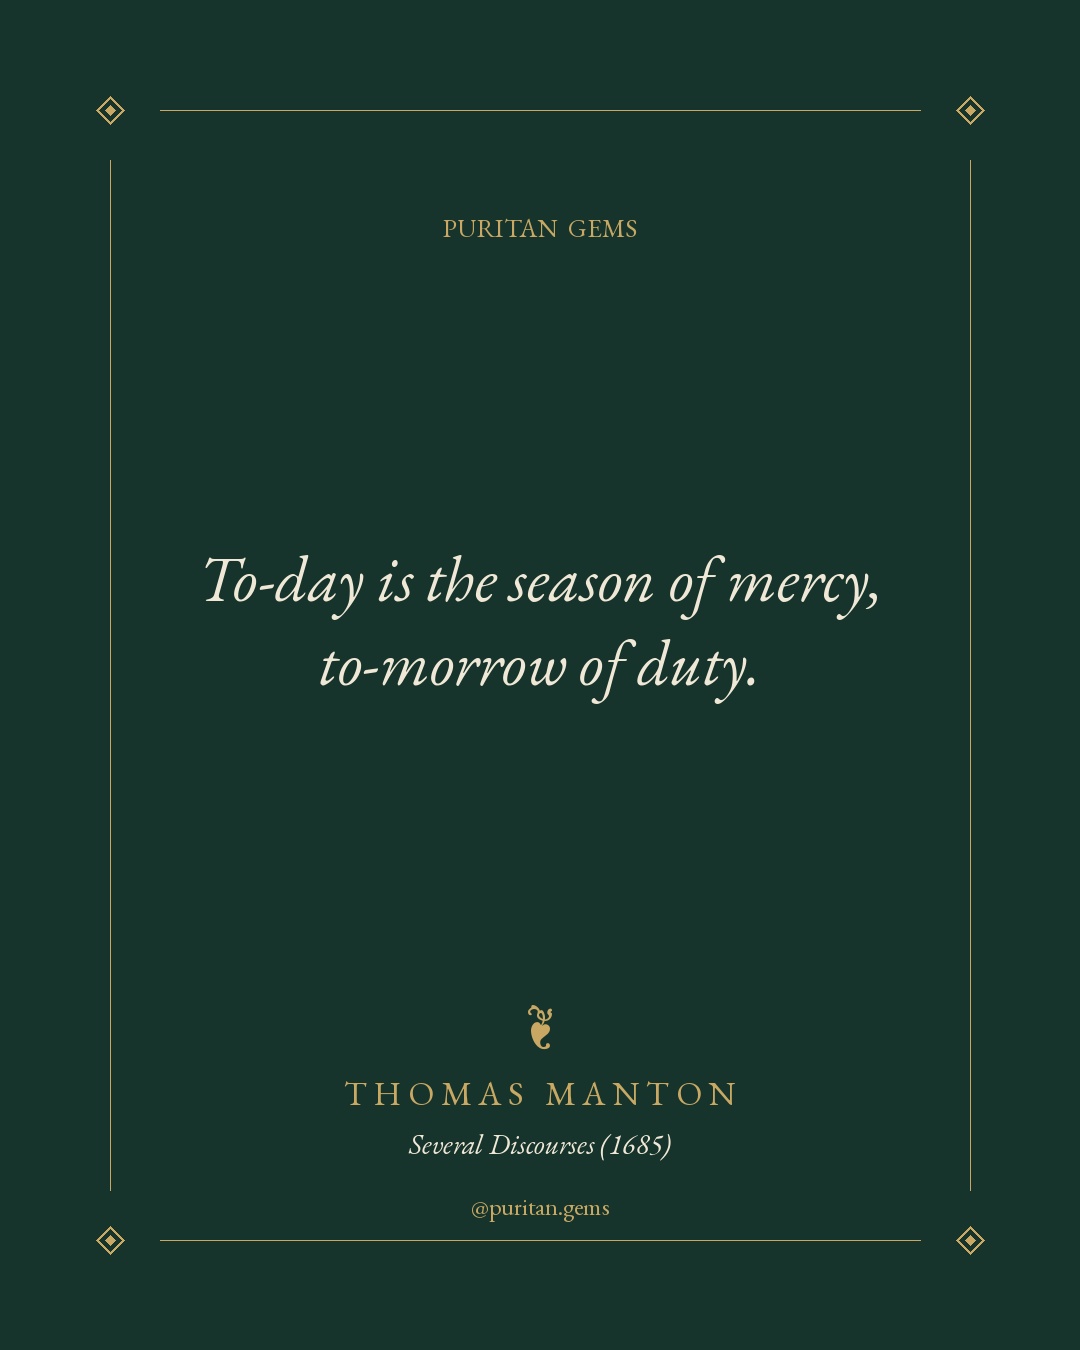 PURITAN GEMS
To-day is the season of mercy,
to-morrow of duty.
THOMAS MANTON
Several Discourses (1685)
@puritan.gems